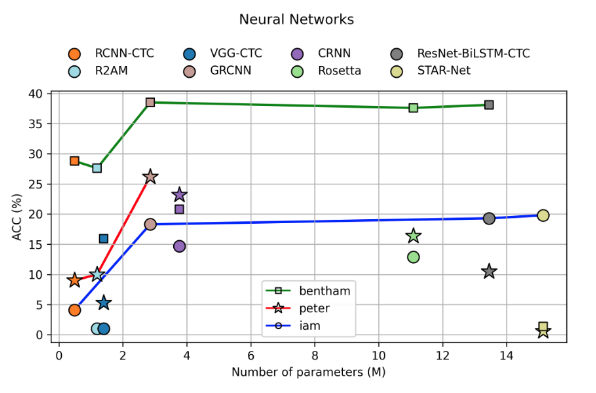 Neural Networks
RCNN-CTC VGG-CTC CRNN ResNet-BiLSTM-CTC
R2AM GRCNN Rosetta STAR-Net
40
35
30
25
20
15
10
5
0
ACC (%)
bentham
peter
iam
0 2 4 6 8 10 12 14
Number of parameters (M)